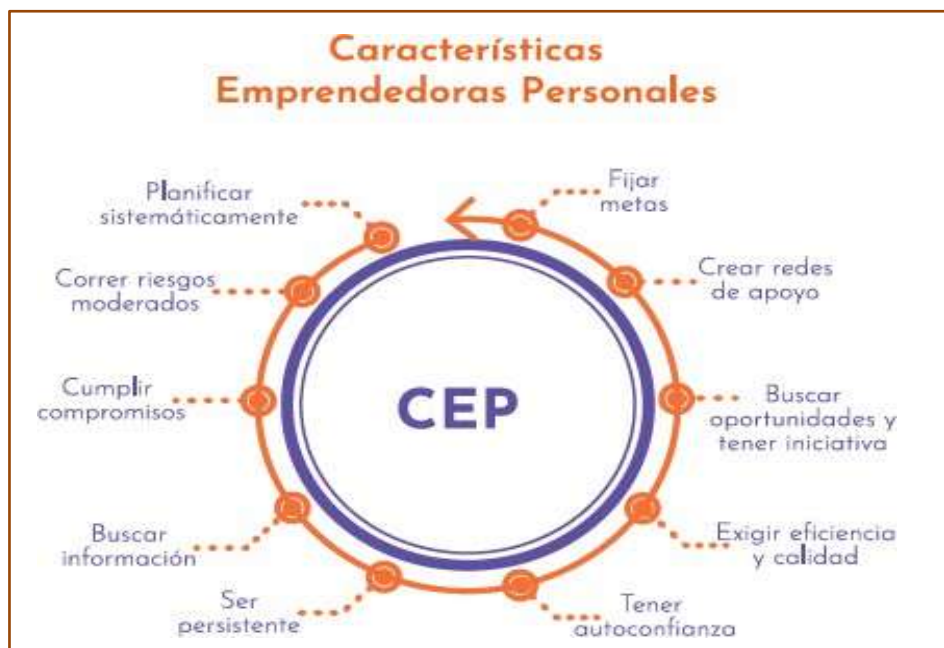 Características
Emprendedoras Personales
Planificar
sistemáticamente
Fijar
metas
Correr riesgos
moderados
Crear redes
de apoyo
Cumplir
compromisos
CEP
Buscar
oportunidades y
tener iniciativa
Buscar
información
Exigir eficiencia
y calidad
Ser
persistente
Tener
autoconfianza